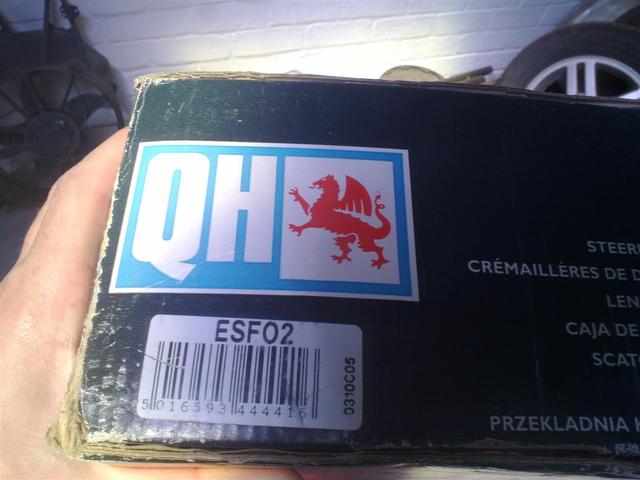 QH
ESF02
5 016593 444416
0310C05
STEER
CRÉMAILLÈRES DE
LEN
CAJA DE
SCAT
PRZEKLADNIA